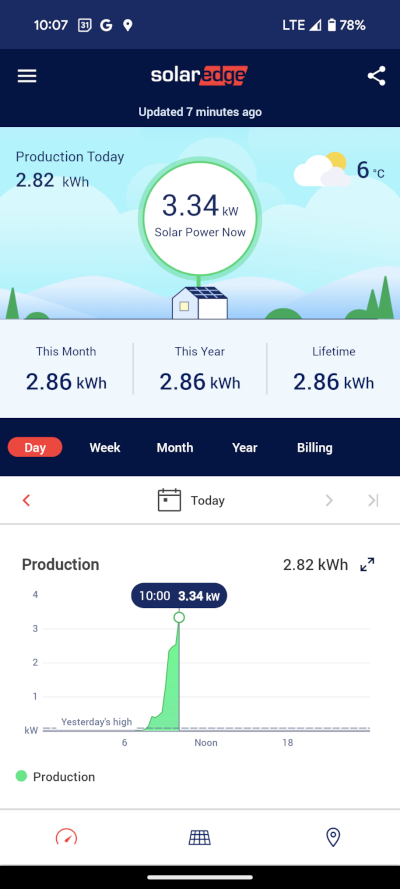 10:07 31 G LTE 78%
solaredge
Updated 7 minutes ago
Production Today
2.82 kWh
6 °C
3.34 kW
Solar Power Now
This Month This Year Lifetime
2.86 kWh 2.86 kWh 2.86 kWh
Day Week Month Year Billing
Today
Production 2.82 kWh
10:00 3.34 kW
4
3
2
1
Yesterday's high
kW
6 Noon 18
Production